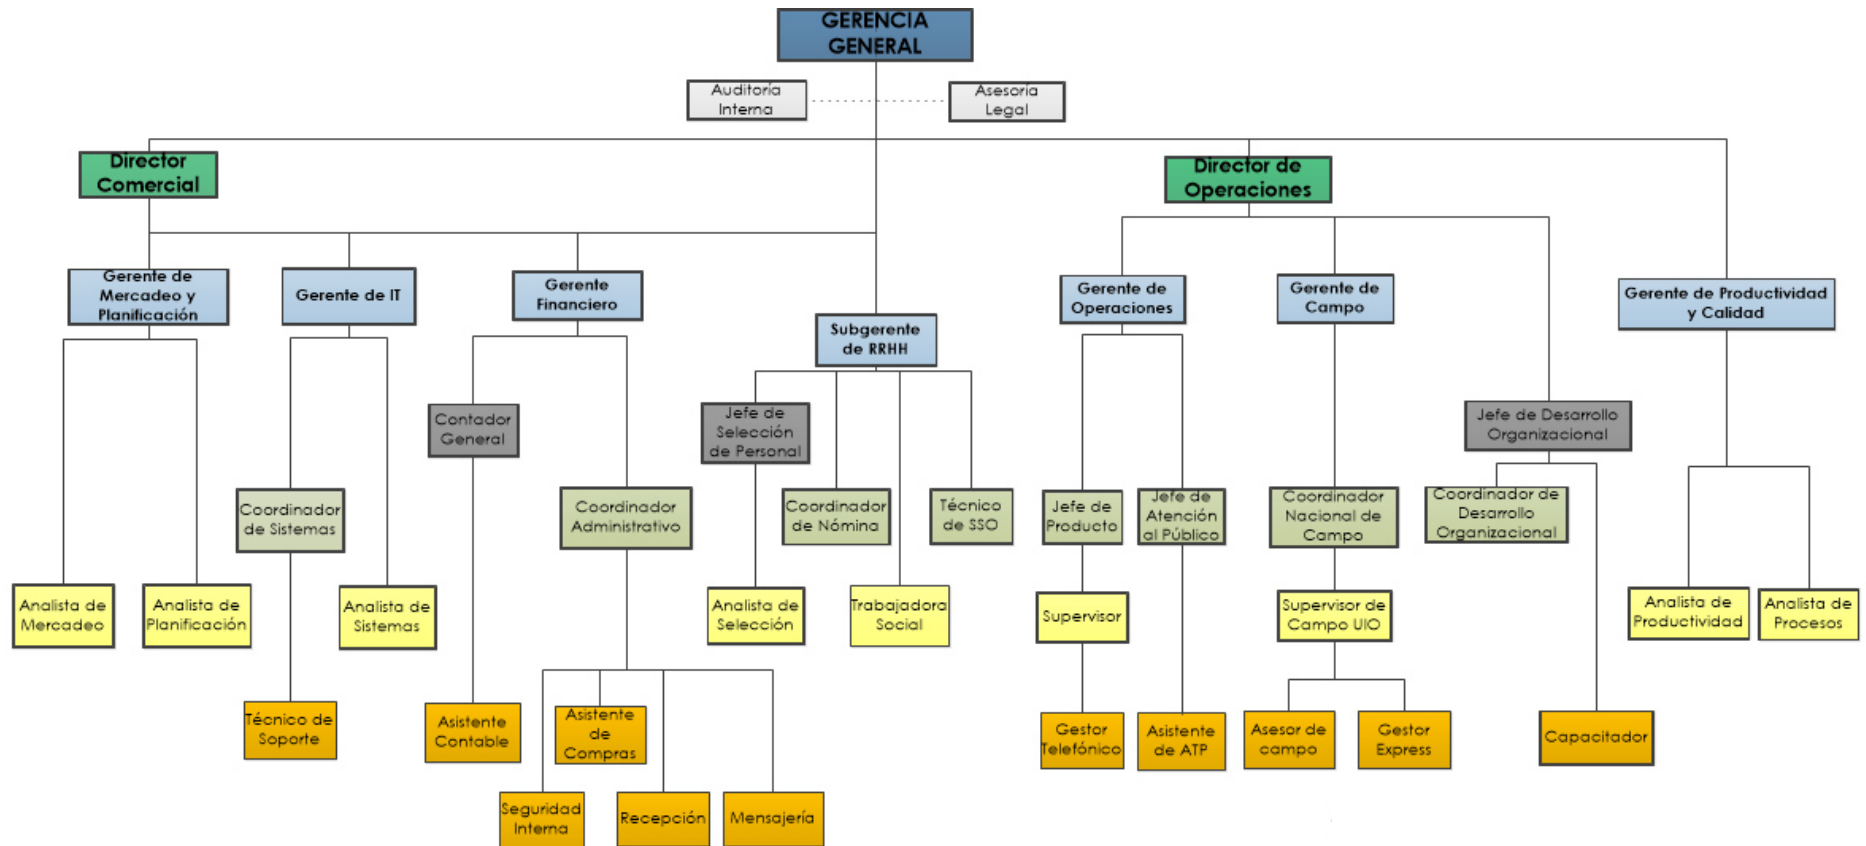 GERENCIA
GENERAL
Auditoría
Interna
Asesoría
Legal
Director
Comercial
Director de
Operaciones
Gerente de
Mercadeo y
Planificación
Gerente de IT
Gerente
Financiero
Subgerente
de RRHH
Gerente de
Operaciones
Gerente de
Campo
Gerente de Productividad
y Calidad
Contador
General
Jefe de
Selección
de Personal
Jefe de Desarrollo
Organizacional
Coordinador
de Sistemas
Coordinador
Administrativo
Coordinador
de Nómina
Técnico
de SSO
Jefe de
Producto
Jefe de
Atención
al Público
Coordinador
Nacional de
Campo
Coordinador de
Desarrollo
Organizacional
Analista de
Mercadeo
Analista de
Planificación
Analista de
Sistemas
Analista de
Selección
Trabajadora
Social
Supervisor
Supervisor de
Campo UIO
Analista de
Productividad
Analista de
Procesos
Técnico de
Soporte
Asistente
Contable
Asistente
de
Compras
Gestor
Telefónico
Asistente
de ATP
Asesor de
campo
Gestor
Express
Capacitador
Seguridad
Interna
Recepción
Mensajería